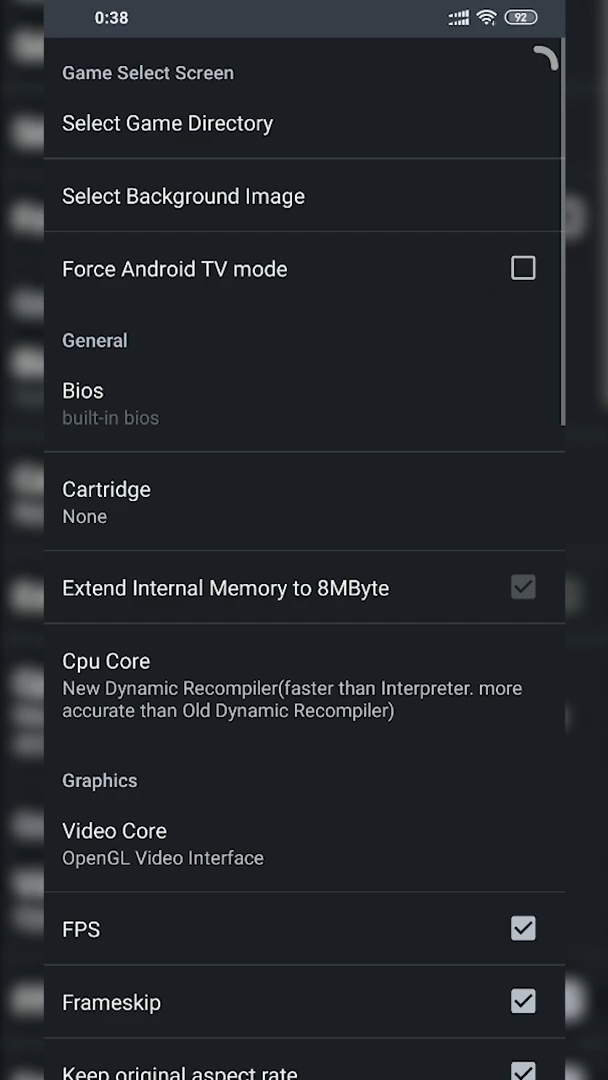 0:38
92
Game Select Screen
Select Game Directory
Select Background Image
Force Android TV mode
General
Bios
built-in bios
Cartridge
None
Extend Internal Memory to 8MByte
Cpu Core
New Dynamic Recompiler(faster than Interpreter. more
accurate than Old Dynamic Recompiler)
Graphics
Video Core
OpenGL Video Interface
FPS
Frameskip
Keep original aspect rate